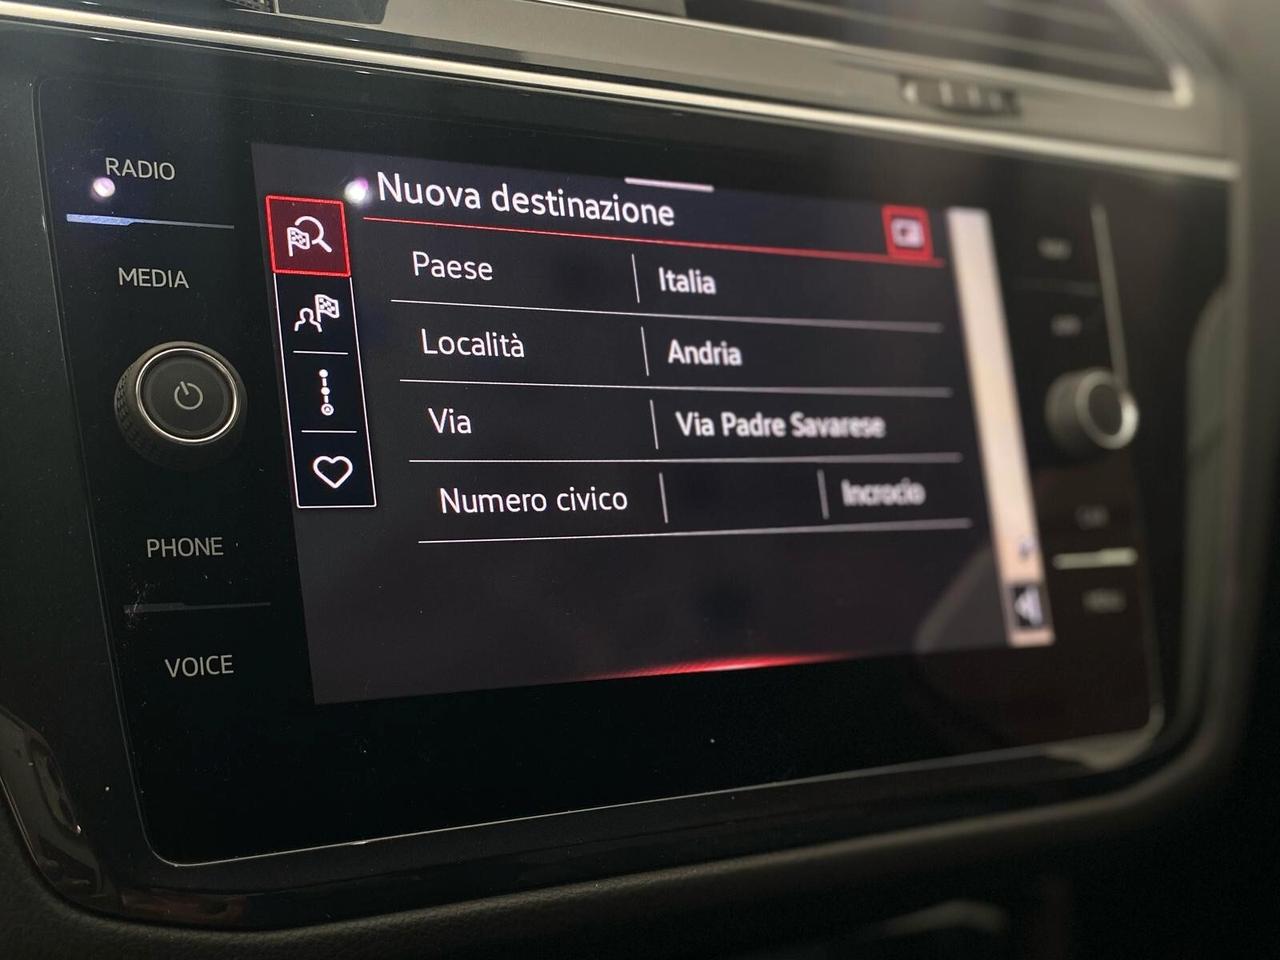 RADIO
MEDIA
PHONE
VOICE
Nuova destinazione
Paese Italia
Località Andria
Via Via Padre Savarese
Numero civico Incrocio